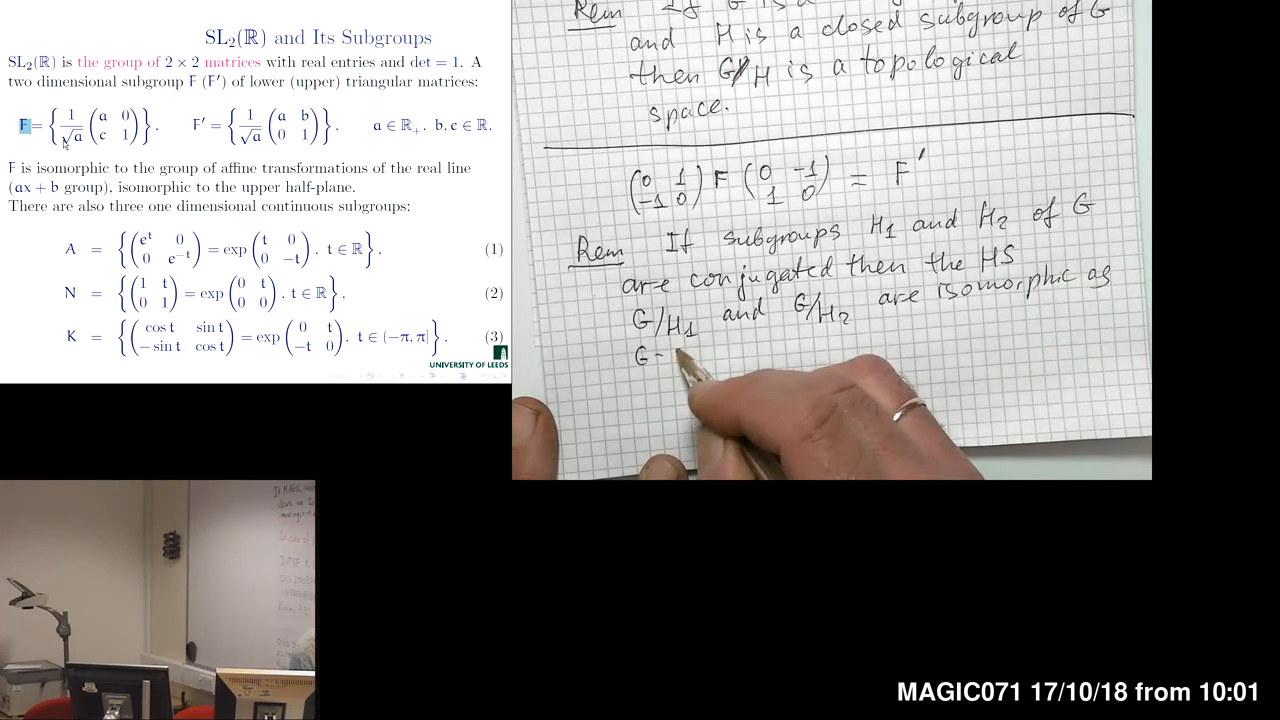 SL₂(ℝ) and Its Subgroups
SL₂(ℝ) is the group of 2 × 2 matrices with real entries and det = 1. A
two dimensional subgroup F (F′) of lower (upper) triangular matrices:
F = { 1/√a (a 0; c 1) }, F′ = { 1/√a (a b; 0 1) }, a ∈ ℝ₊, b, c ∈ ℝ.
F is isomorphic to the group of affine transformations of the real line
(ax + b group), isomorphic to the upper half-plane.
There are also three one dimensional continuous subgroups:
A = { (eᵗ 0; 0 e⁻ᵗ) = exp (t 0; 0 −t), t ∈ ℝ }, (1)
N = { (1 t; 0 1) = exp (0 t; 0 0), t ∈ ℝ }, (2)
K = { (cos t sin t; − sin t cos t) = exp (0 t; −t 0), t ∈ (−π, π] }. (3)
UNIVERSITY OF LEEDS
Rem If G is a
and H is a closed subgroup of G
then G/H is a topological
space.
(0 1; -1 0) F (0 -1; 1 0) = F′
Rem If subgroups H₁ and H₂ of G
are conjugated then the HS
G/H₁ and G/H₂ are isomorphic as
G-
MAGIC071 17/10/18 from 10:01